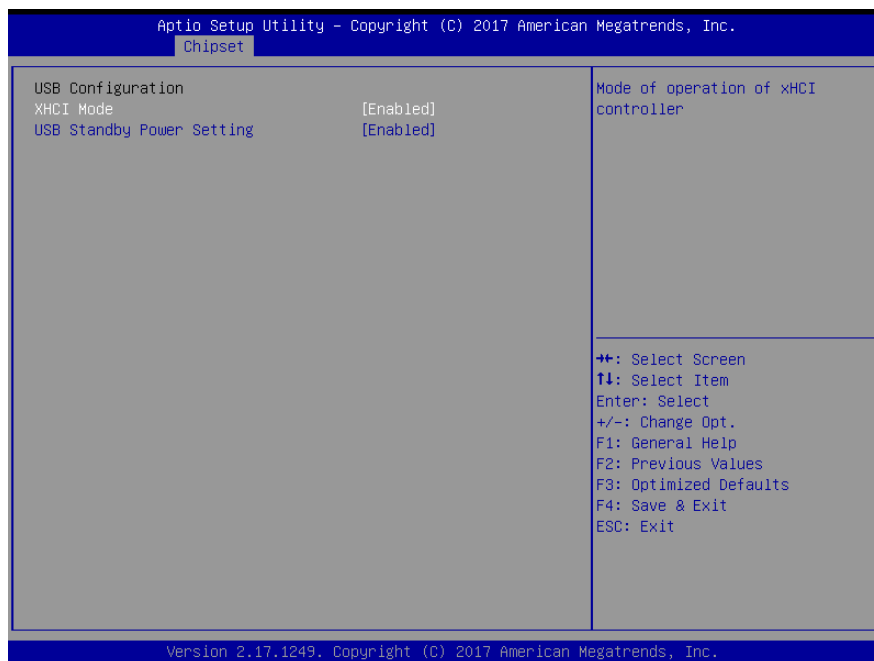 Aptio Setup Utility – Copyright (C) 2017 American Megatrends, Inc.
Chipset
USB Configuration
XHCI Mode [Enabled]
USB Standby Power Setting [Enabled]
Mode of operation of xHCI
controller
→←: Select Screen
↑↓: Select Item
Enter: Select
+/-: Change Opt.
F1: General Help
F2: Previous Values
F3: Optimized Defaults
F4: Save & Exit
ESC: Exit
Version 2.17.1249. Copyright (C) 2017 American Megatrends, Inc.